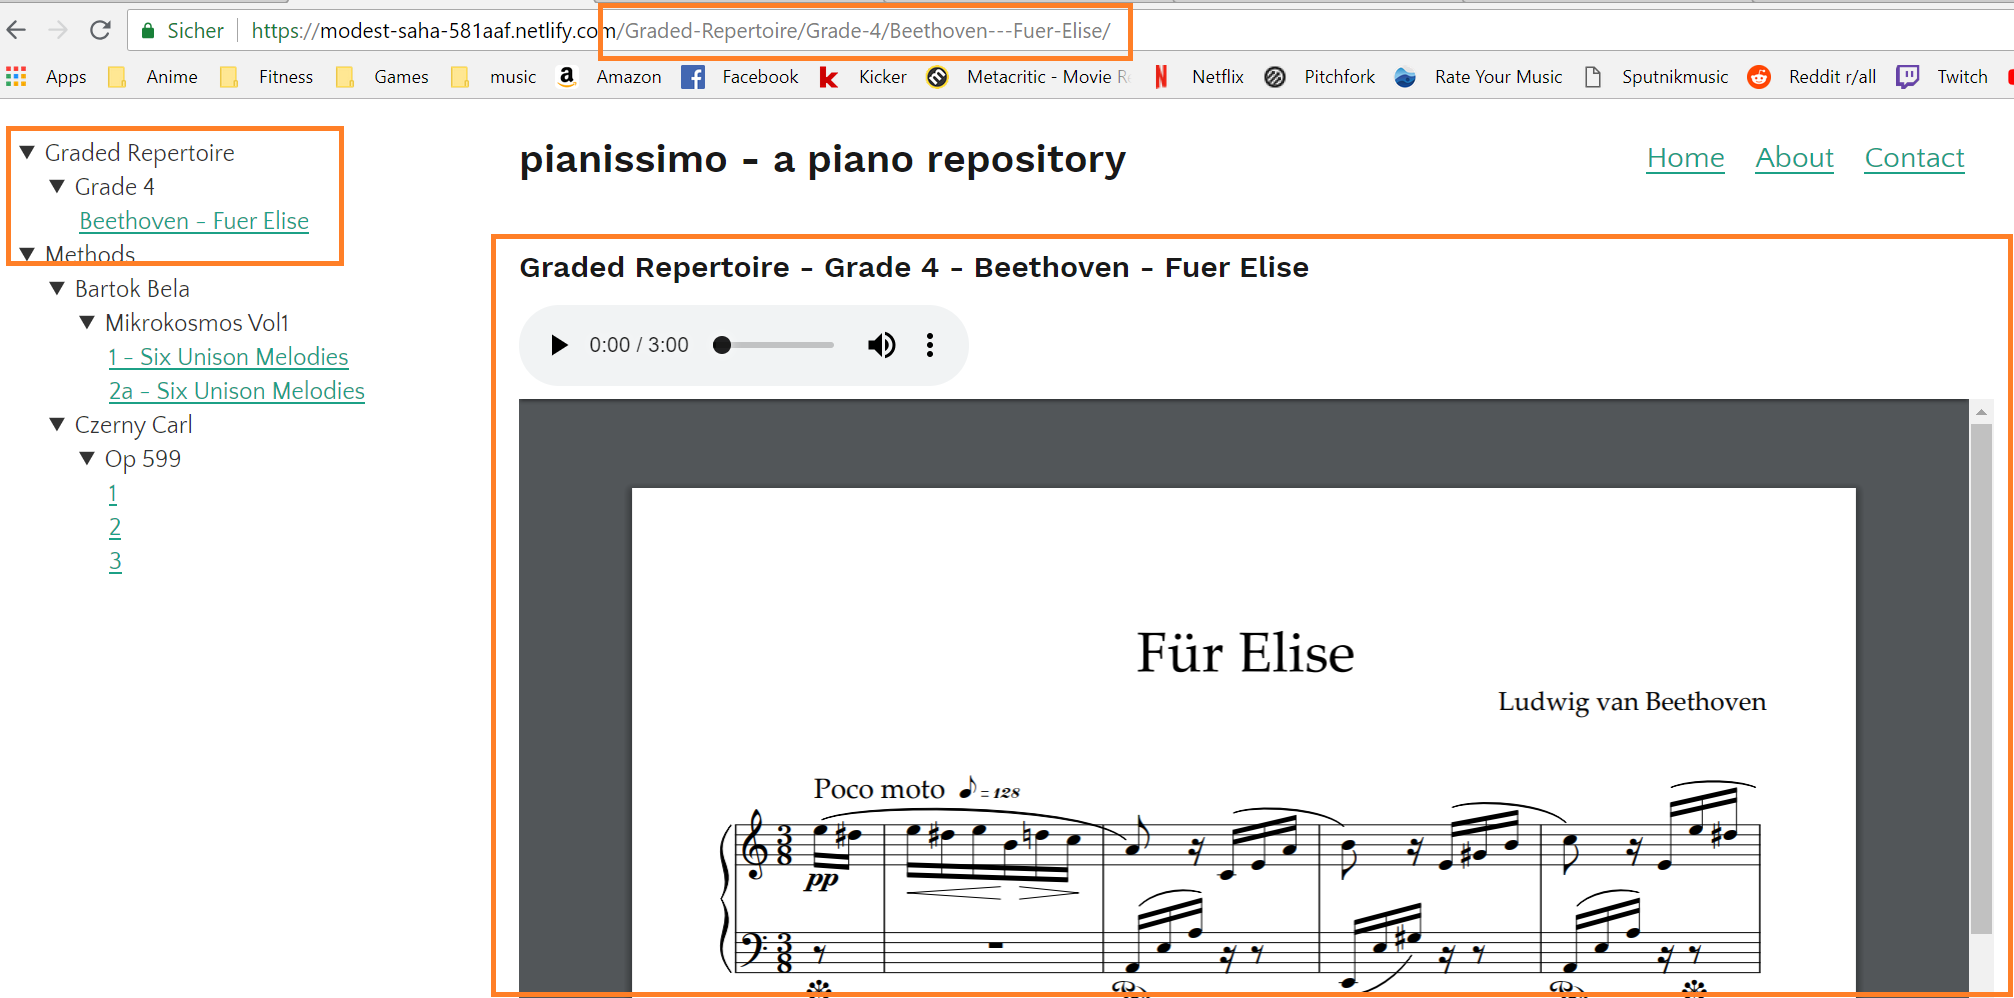 Sicher https://modest-saha-581aaf.netlify.com/Graded-Repertoire/Grade-4/Beethoven---Fuer-Elise/
Apps Anime Fitness Games music Amazon Facebook Kicker Metacritic - Movie Netflix Pitchfork Rate Your Music Sputnikmusic Reddit r/all Twitch
Graded Repertoire
Grade 4
Beethoven - Fuer Elise
Methods
Bartok Bela
Mikrokosmos Vol1
1 - Six Unison Melodies
2a - Six Unison Melodies
Czerny Carl
Op 599
1
2
3
pianissimo - a piano repository
Home About Contact
Graded Repertoire - Grade 4 - Beethoven - Fuer Elise
0:00 / 3:00
Für Elise
Ludwig van Beethoven
Poco moto = 128
3
8
pp
3
8